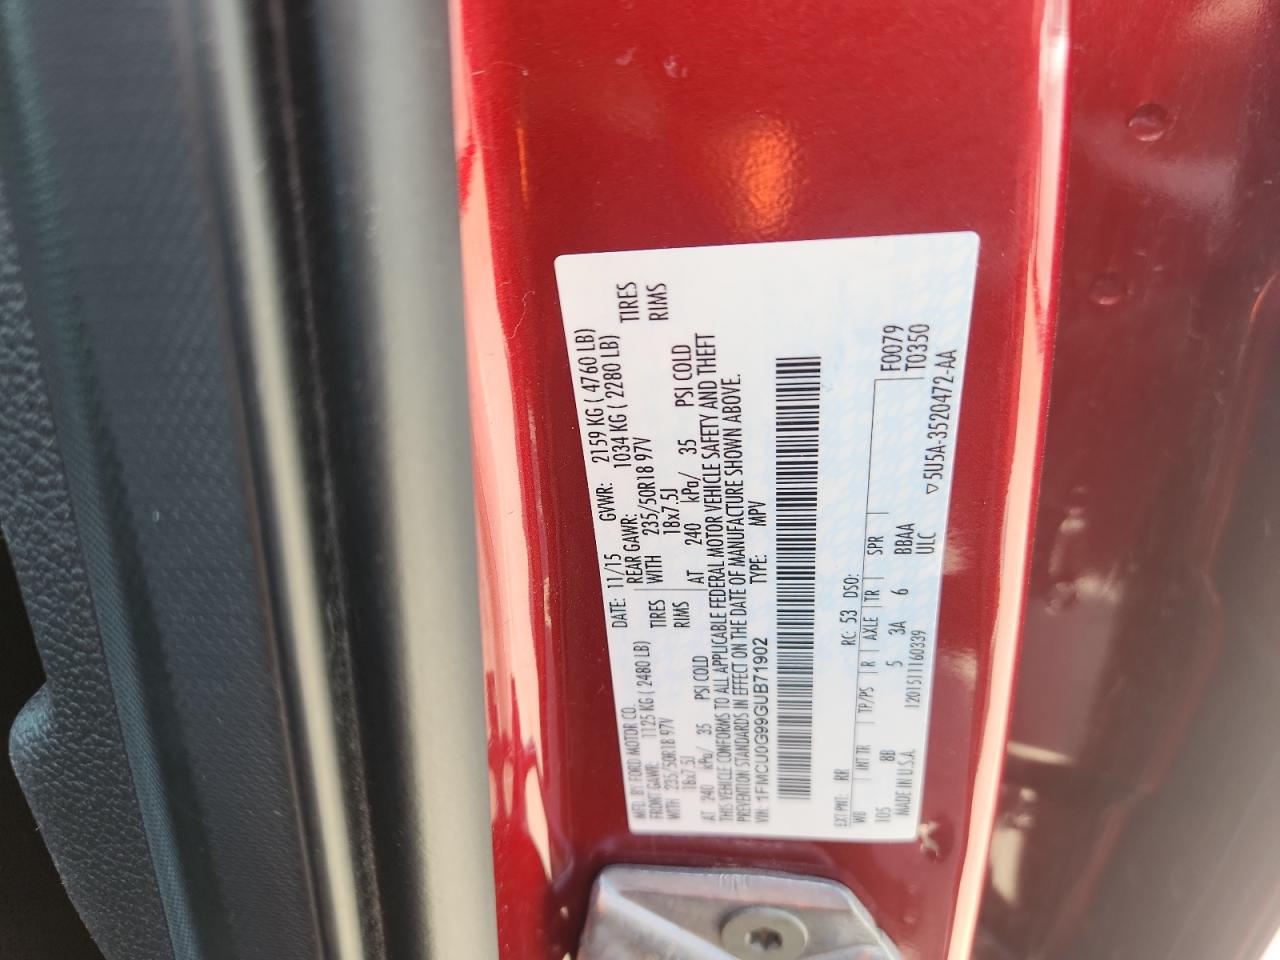 MFD. BY FORD MOTOR CO.
DATE: 11/15 GVWR: 2159 KG ( 4760 LB)
FRONT GAWR: 1125 KG ( 2480 LB) REAR GAWR: 1034 KG ( 2280 LB)
WITH 235/50R18 97V TIRES WITH 235/50R18 97V TIRES
18x7.5J RIMS 18x7.5J RIMS
AT 240 kPa/ 35 PSI COLD AT 240 kPa/ 35 PSI COLD
THIS VEHICLE CONFORMS TO ALL APPLICABLE FEDERAL MOTOR VEHICLE SAFETY AND THEFT
PREVENTION STANDARDS IN EFFECT ON THE DATE OF MANUFACTURE SHOWN ABOVE.
VIN: 1FMCU0G99GUB71902 TYPE: MPV
EXT PNT: RR RC: 53 DSO: F0079
WB INT TR TP/PS R AXLE TR SPR T0350
105 8B 5 3A 6 BBAA
MADE IN U.S.A. 1201511160339 ULC
▽5U5A-3520472-AA